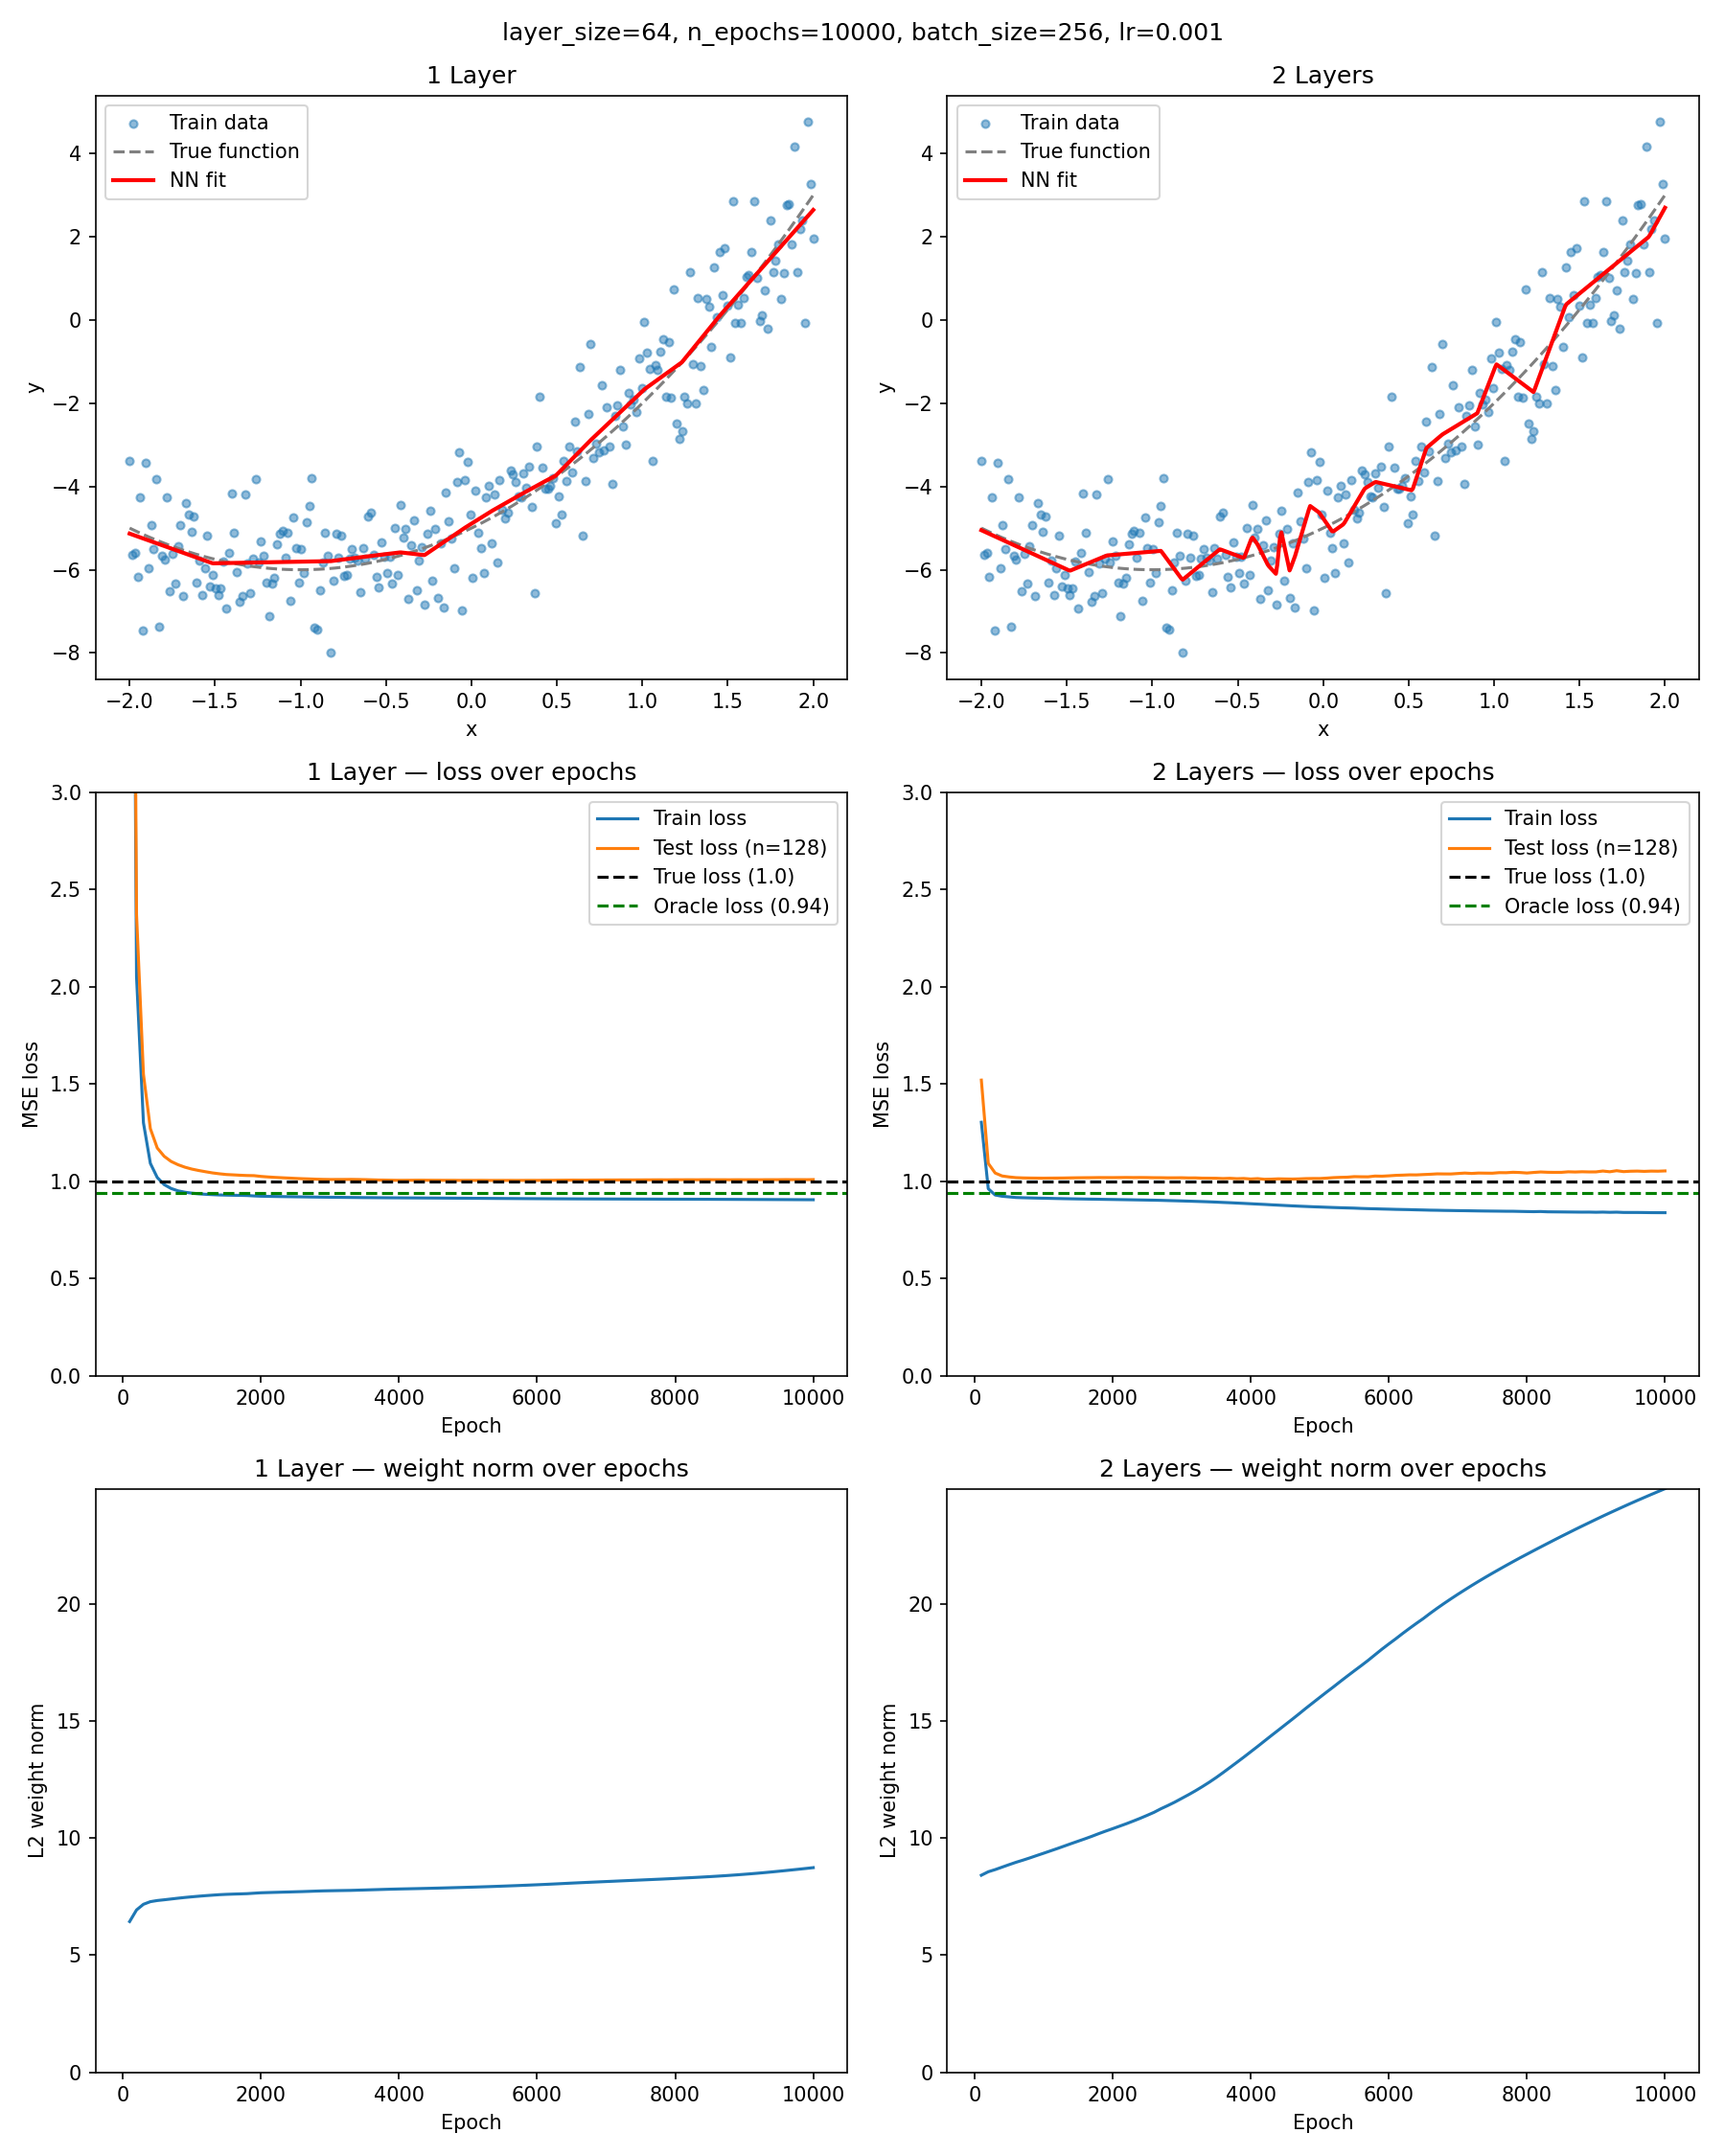 layer_size=64, n_epochs=10000, batch_size=256, lr=0.001
1 Layer
Train data
True function
NN fit
4
2
0
−2
−4
−6
−8
y
−2.0 −1.5 −1.0 −0.5 0.0 0.5 1.0 1.5 2.0
x
2 Layers
Train data
True function
NN fit
4
2
0
−2
−4
−6
−8
y
−2.0 −1.5 −1.0 −0.5 0.0 0.5 1.0 1.5 2.0
x
1 Layer — loss over epochs
Train loss
Test loss (n=128)
True loss (1.0)
Oracle loss (0.94)
3.0
2.5
2.0
1.5
1.0
0.5
0.0
MSE loss
0 2000 4000 6000 8000 10000
Epoch
2 Layers — loss over epochs
Train loss
Test loss (n=128)
True loss (1.0)
Oracle loss (0.94)
3.0
2.5
2.0
1.5
1.0
0.5
0.0
MSE loss
0 2000 4000 6000 8000 10000
Epoch
1 Layer — weight norm over epochs
20
15
10
5
0
L2 weight norm
0 2000 4000 6000 8000 10000
Epoch
2 Layers — weight norm over epochs
20
15
10
5
0
L2 weight norm
0 2000 4000 6000 8000 10000
Epoch